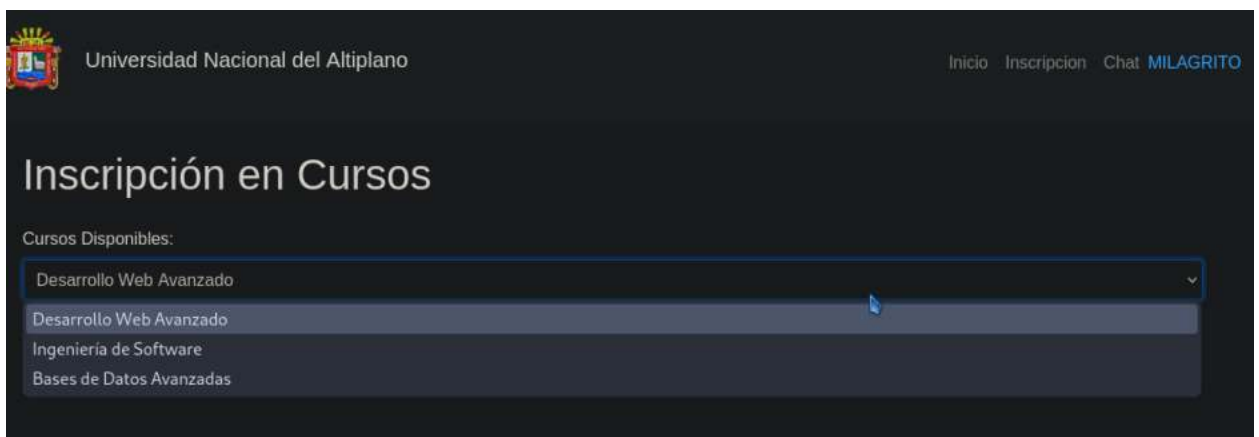 Universidad Nacional del Altiplano
Inicio Inscripcion Chat MILAGRITO
Inscripción en Cursos
Cursos Disponibles:
Desarrollo Web Avanzado
Desarrollo Web Avanzado
Ingeniería de Software
Bases de Datos Avanzadas